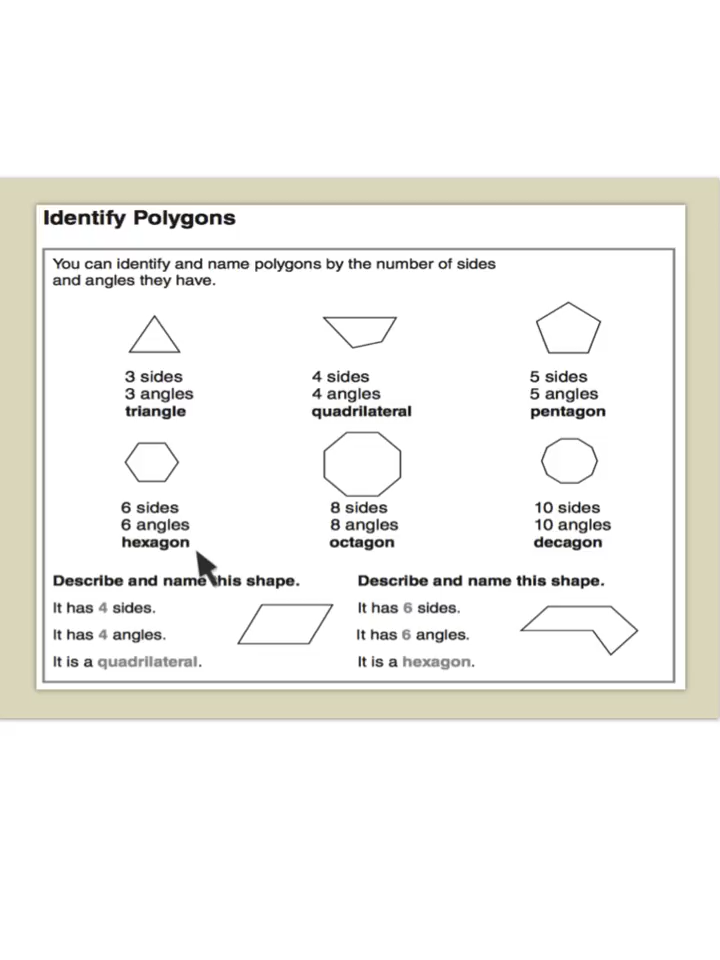 Identify Polygons
You can identify and name polygons by the number of sides
and angles they have.
3 sides
3 angles
triangle
4 sides
4 angles
quadrilateral
5 sides
5 angles
pentagon
6 sides
6 angles
hexagon
8 sides
8 angles
octagon
10 sides
10 angles
decagon
Describe and name this shape.
It has 4 sides.
It has 4 angles.
It is a quadrilateral.
Describe and name this shape.
It has 6 sides.
It has 6 angles.
It is a hexagon.